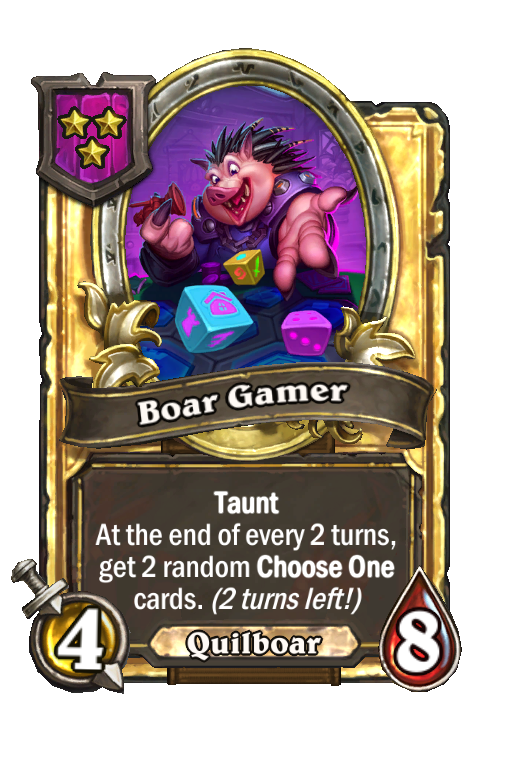 Boar Gamer
Taunt
At the end of every 2 turns,
get 2 random Choose One
cards. (2 turns left!)
4
Quilboar
8